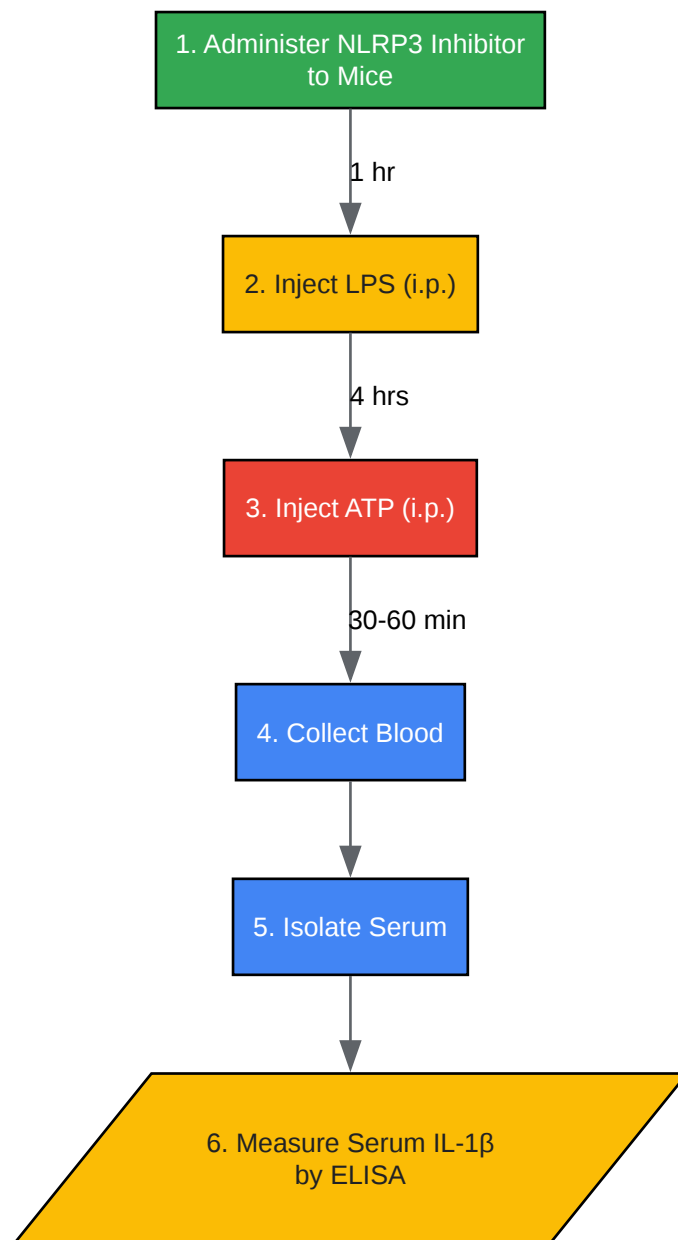 1. Administer NLRP3 Inhibitor
to Mice
1 hr
2. Inject LPS (i.p.)
4 hrs
3. Inject ATP (i.p.)
30-60 min
4. Collect Blood
5. Isolate Serum
6. Measure Serum IL-1β
by ELISA